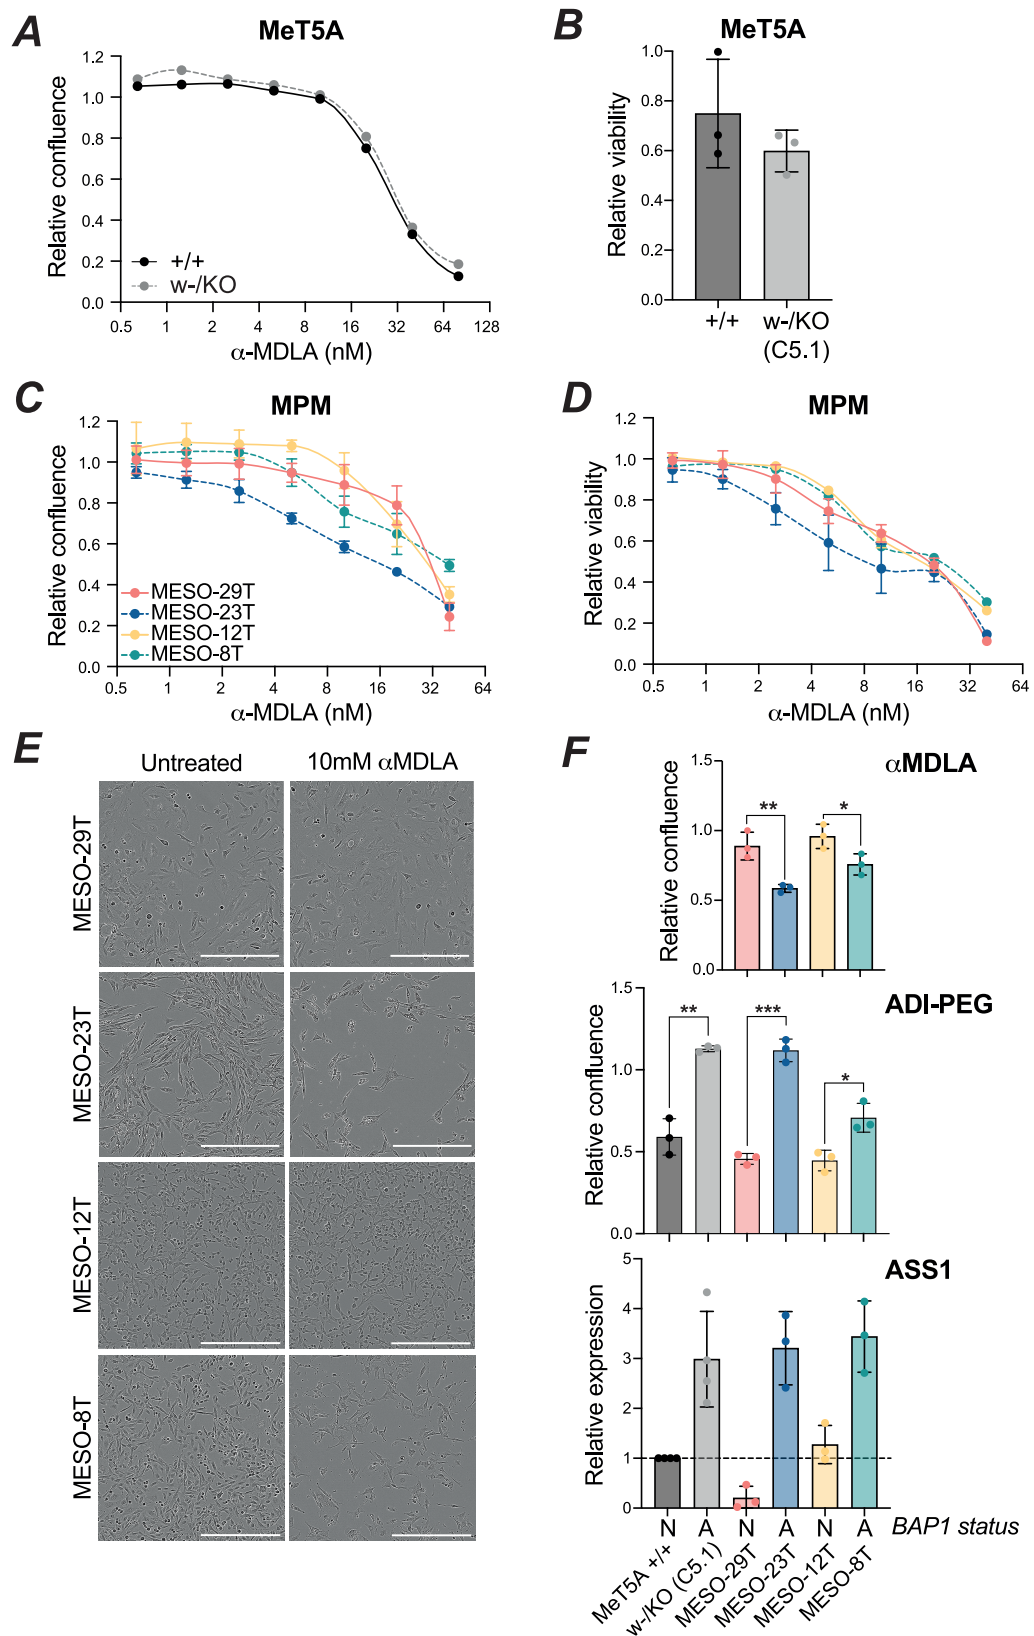 A
MeT5A
Relative confluence
1.2
1.0
0.8
0.6
0.4
0.2
0.0
+/+
w-/KO
0.5 1 2 4 8 16 32 64 128
α-MDLA (nM)
B
MeT5A
Relative viability
1.0
0.8
0.6
0.4
0.2
0.0
+/+ w-/KO
(C5.1)
C
MPM
Relative confluence
1.2
1.0
0.8
0.6
0.4
0.2
0.0
MESO-29T
MESO-23T
MESO-12T
MESO-8T
0.5 1 2 4 8 16 32 64
α-MDLA (nM)
D
MPM
Relative viability
1.2
1.0
0.8
0.6
0.4
0.2
0.0
0.5 1 2 4 8 16 32 64
α-MDLA (nM)
E
Untreated 10mM αMDLA
MESO-29T
MESO-23T
MESO-12T
MESO-8T
F
αMDLA
Relative confluence
1.5
1.0
0.5
0.0
** *
ADI-PEG
Relative confluence
1.5
1.0
0.5
0.0
** *** *
ASS1
Relative expression
5
4
3
2
1
0
N A N A N A BAP1 status
MeT5A +/+
w-/KO (C5.1)
MESO-29T
MESO-23T
MESO-12T
MESO-8T